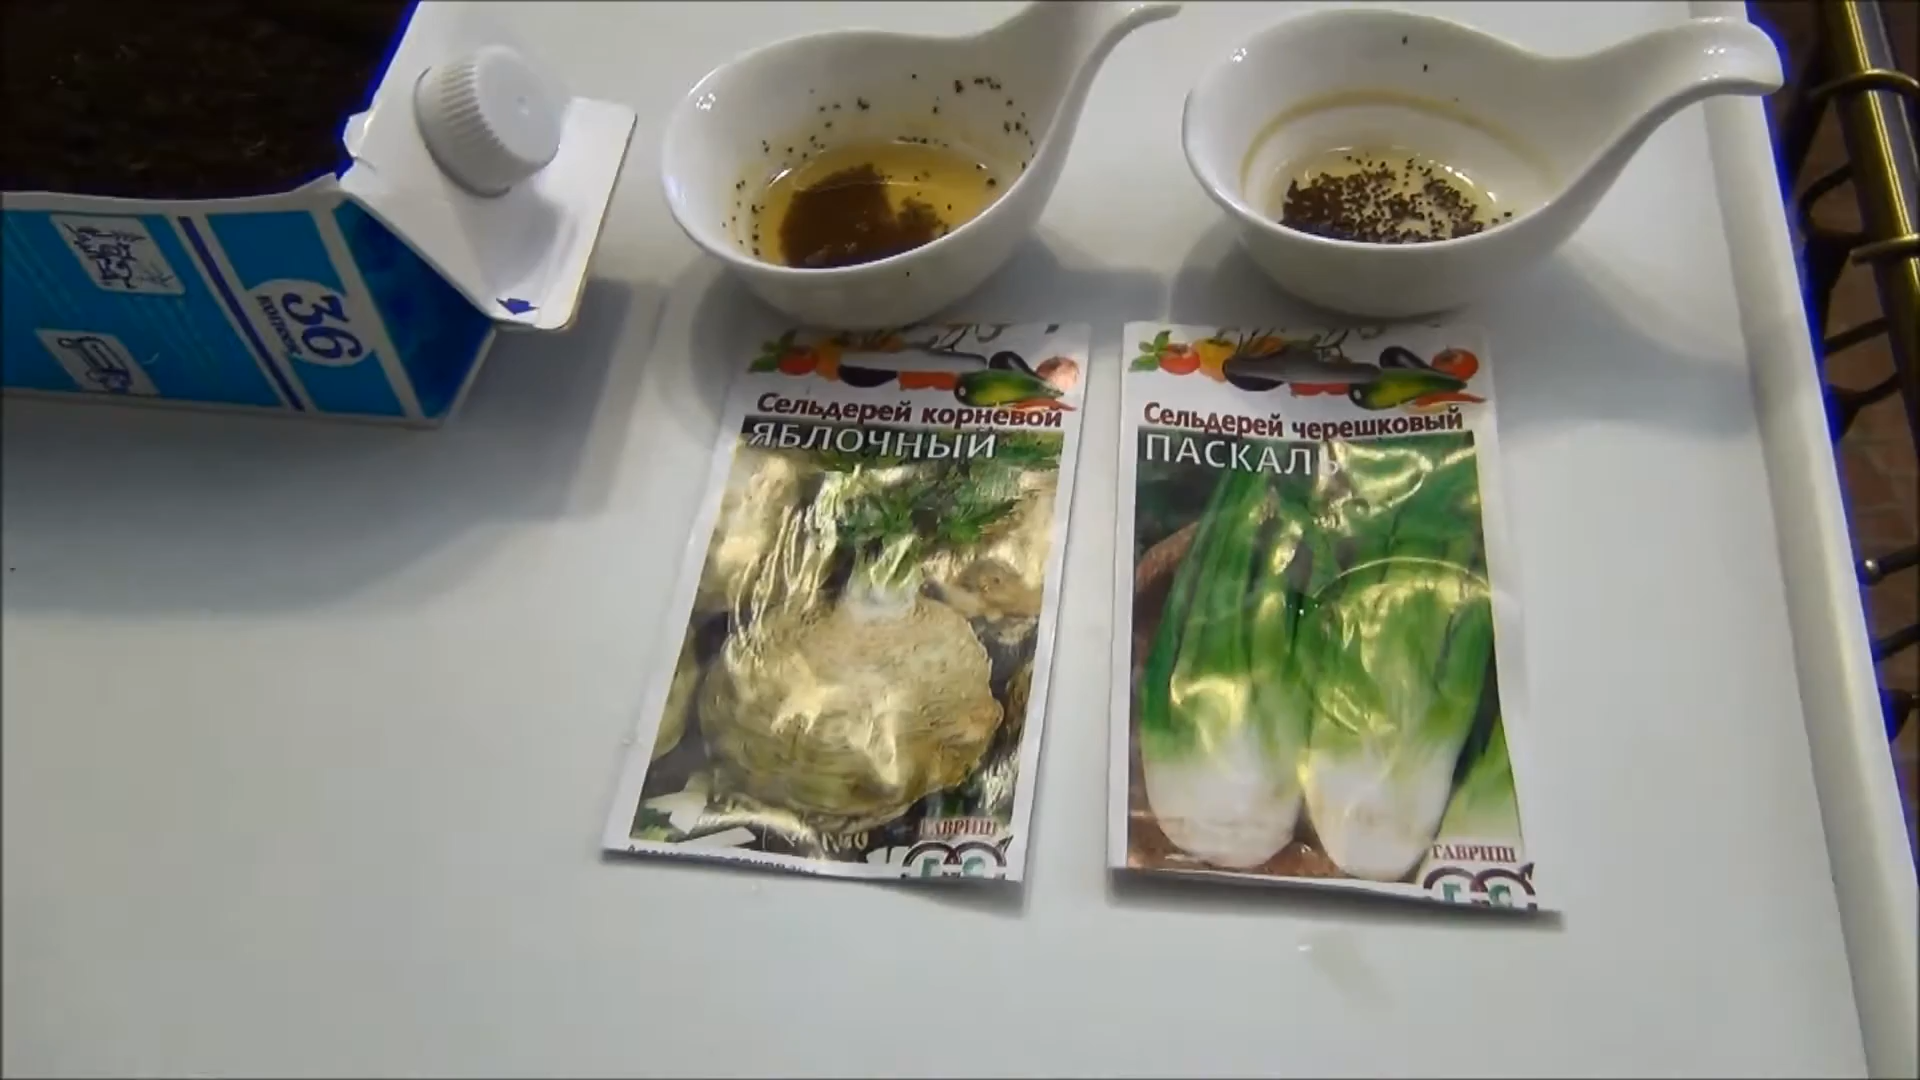 36
Сельдерей корневой
ЯБЛОЧНЫЙ
ГАВРИШ
Сельдерей черешковый
ПАСКАЛЬ
ГАВРИШ